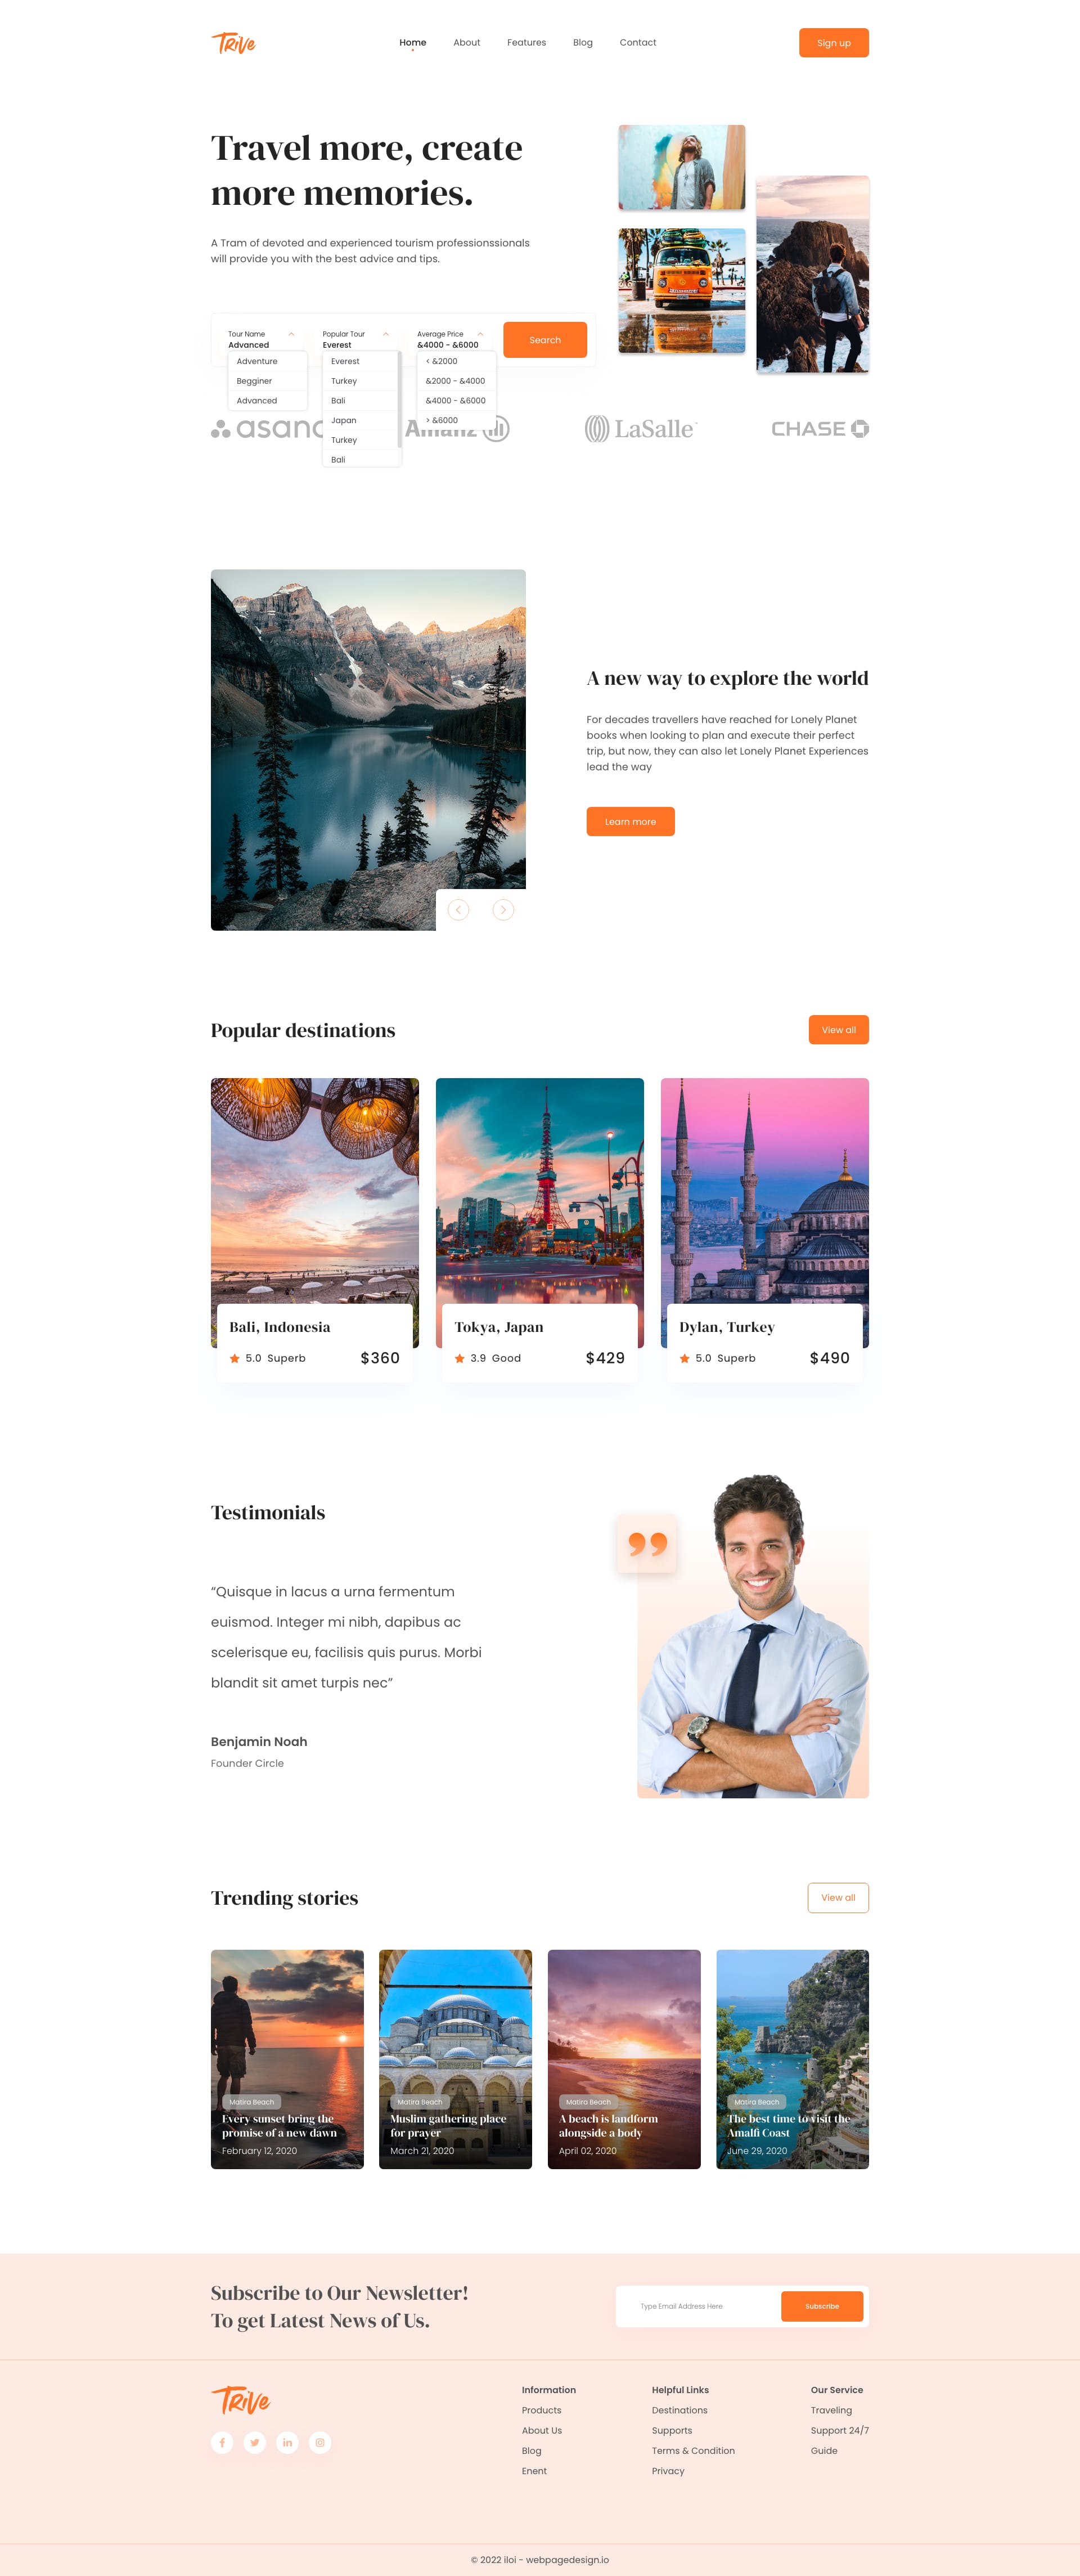 Trive
Home
About
Features
Blog
Contact
Sign up
Travel more, create
more memories.
A Tram of devoted and experienced tourism professionssionals
will provide you with the best advice and tips.
Tour Name
Advanced
Adventure
Begginer
Advanced
Popular Tour
Everest
Everest
Turkey
Bali
Japan
Turkey
Bali
Average Price
&4000 - &6000
< &2000
&2000 - &4000
&4000 - &6000
> &6000
Search
asana
Allianz
LaSalle
CHASE
A new way to explore the world
For decades travellers have reached for Lonely Planet
books when looking to plan and execute their perfect
trip, but now, they can also let Lonely Planet Experiences
lead the way
Learn more
Popular destinations
View all
Bali, Indonesia
5.0 Superb
$360
Tokya, Japan
3.9 Good
$429
Dylan, Turkey
5.0 Superb
$490
Testimonials
“Quisque in lacus a urna fermentum
euismod. Integer mi nibh, dapibus ac
scelerisque eu, facilisis quis purus. Morbi
blandit sit amet turpis nec”
Benjamin Noah
Founder Circle
Trending stories
View all
Matira Beach
Every sunset bring the
promise of a new dawn
February 12, 2020
Matira Beach
Muslim gathering place
for prayer
March 21, 2020
Matira Beach
A beach is landform
alongside a body
April 02, 2020
Matira Beach
The best time to visit the
Amalfi Coast
June 29, 2020
Subscribe to Our Newsletter!
To get Latest News of Us.
Type Email Address Here
Subscribe
Trive
Information
Products
About Us
Blog
Enent
Helpful Links
Destinations
Supports
Terms & Condition
Privacy
Our Service
Traveling
Support 24/7
Guide
© 2022 iloi - webpagedesign.io